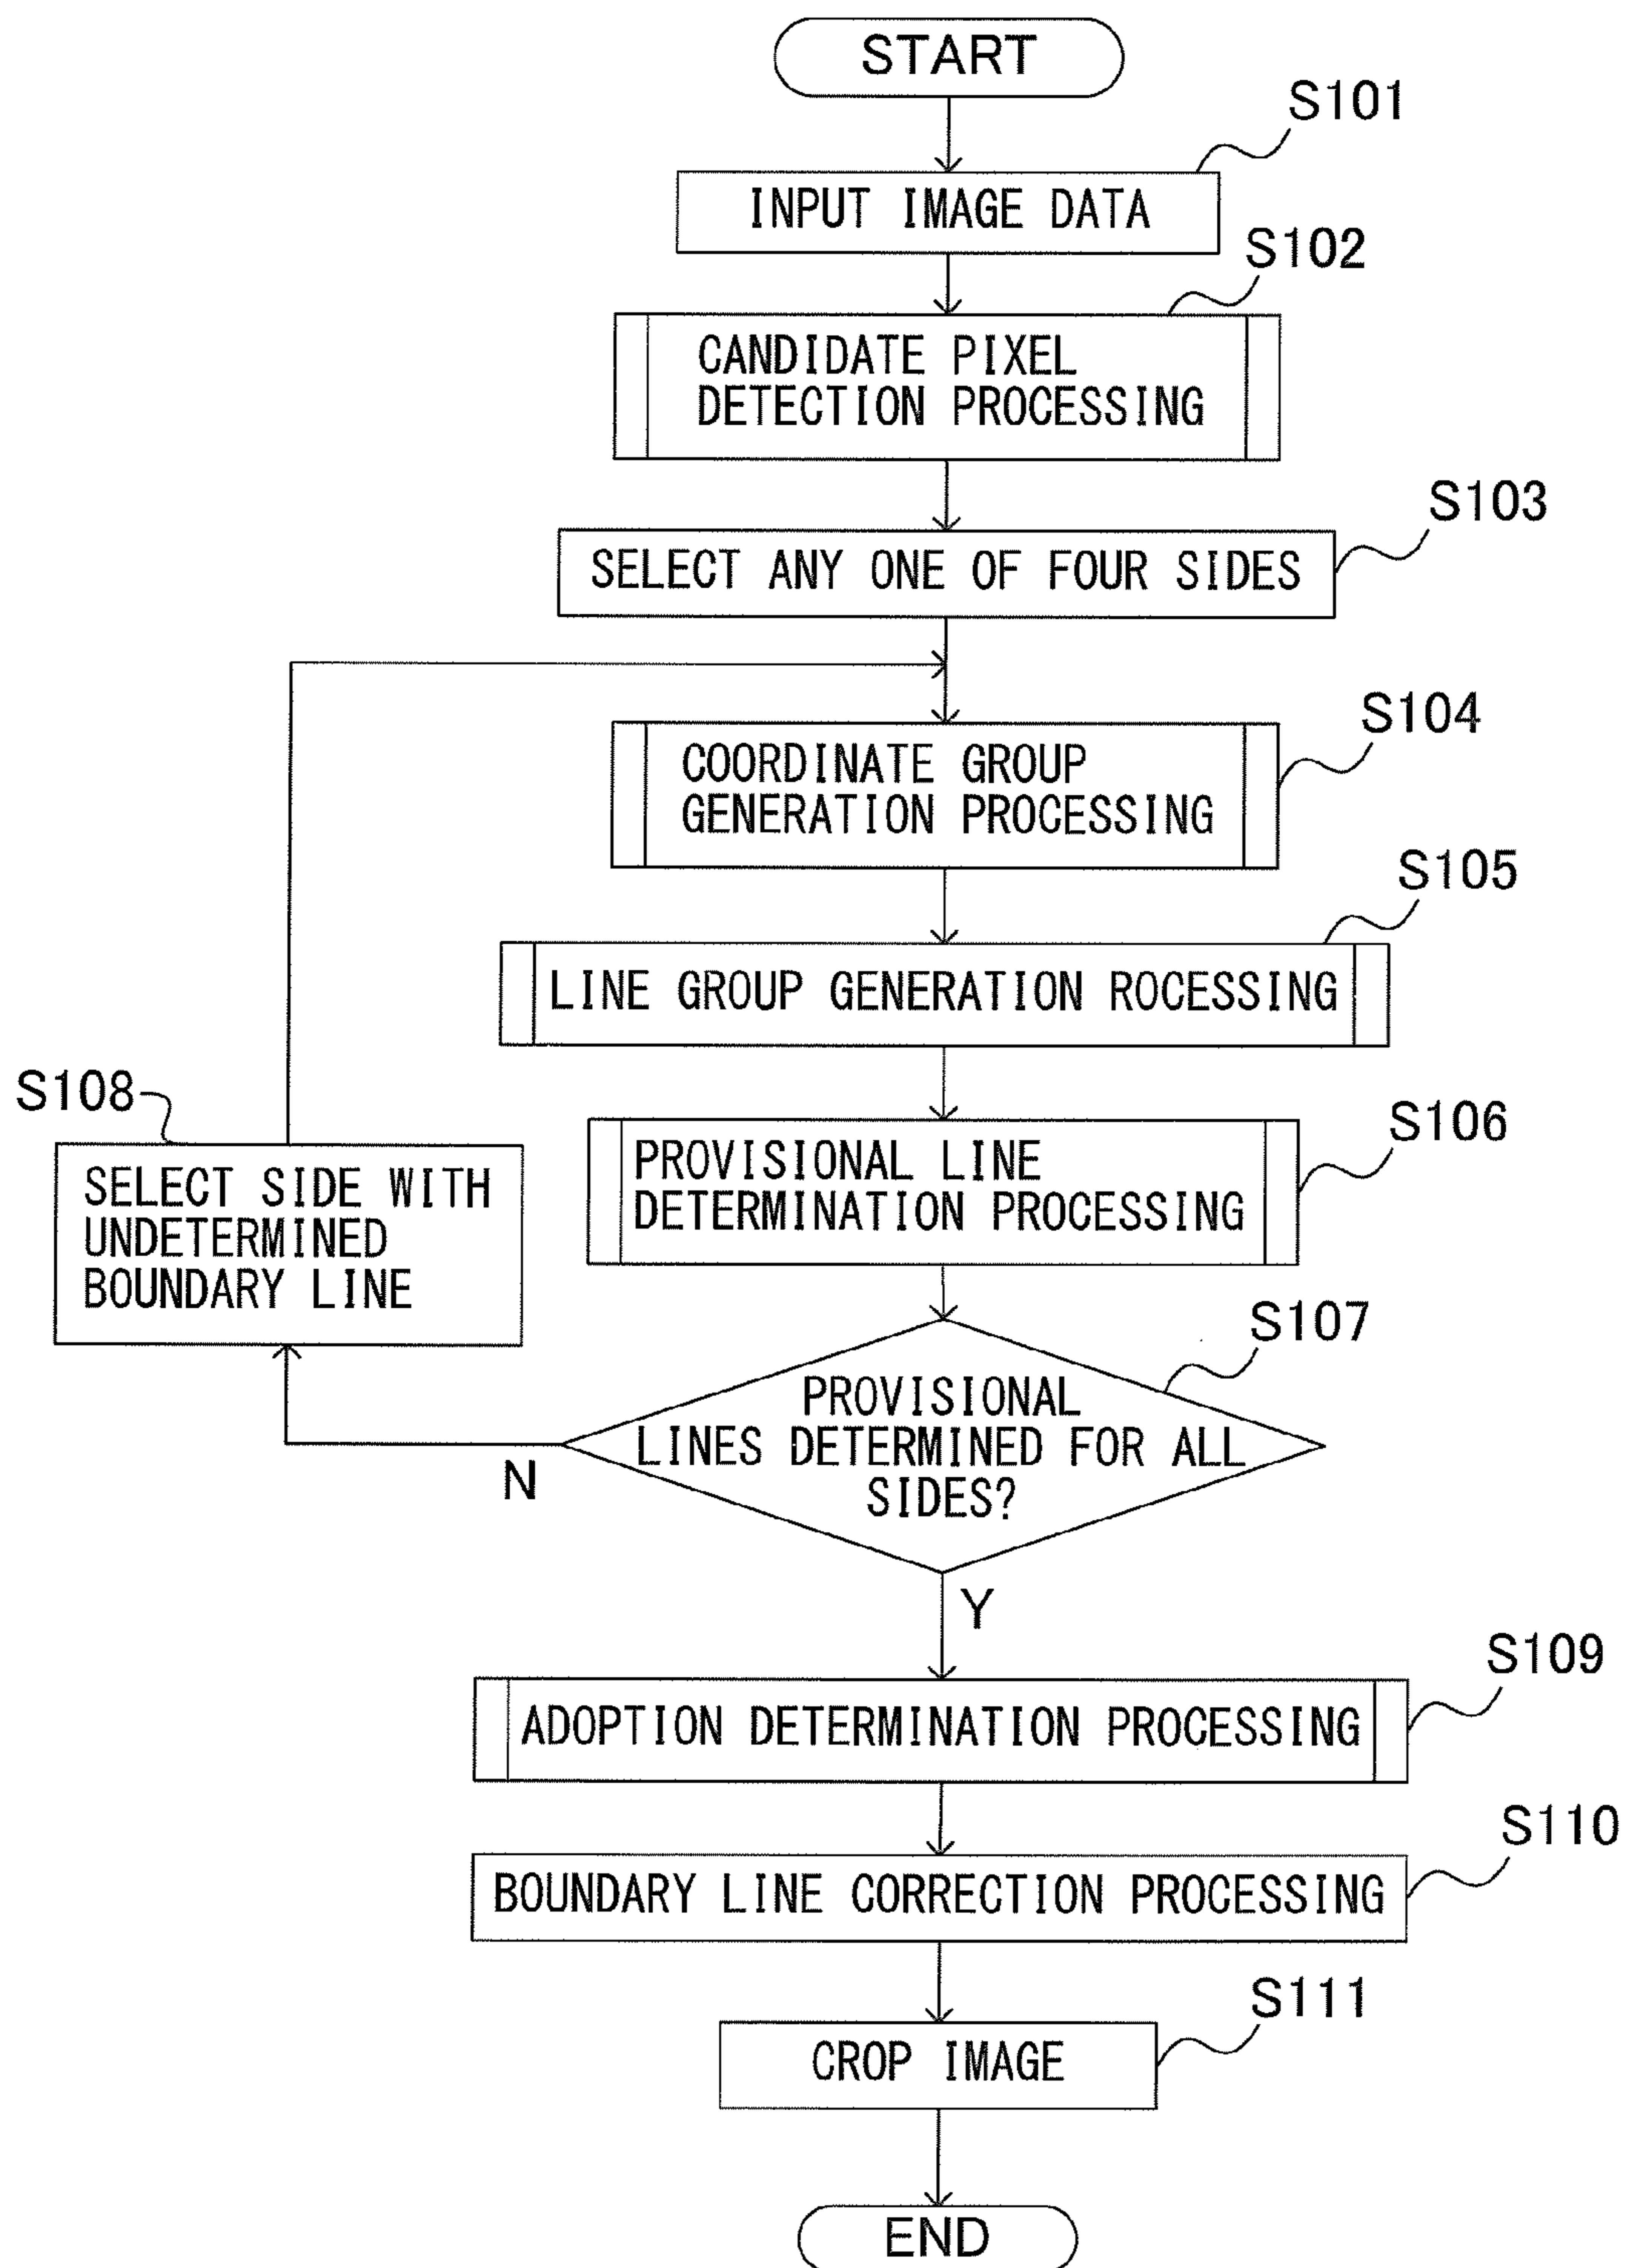 START
S101
INPUT IMAGE DATA
S102
CANDIDATE PIXEL
DETECTION PROCESSING
S103
SELECT ANY ONE OF FOUR SIDES
S104
COORDINATE GROUP
GENERATION PROCESSING
S105
LINE GROUP GENERATION ROCESSING
S108
SELECT SIDE WITH
UNDETERMINED
BOUNDARY LINE
S106
PROVISIONAL LINE
DETERMINATION PROCESSING
S107
PROVISIONAL
LINES DETERMINED FOR ALL
SIDES?
N
Y
S109
ADOPTION DETERMINATION PROCESSING
S110
BOUNDARY LINE CORRECTION PROCESSING
S111
CROP IMAGE
END